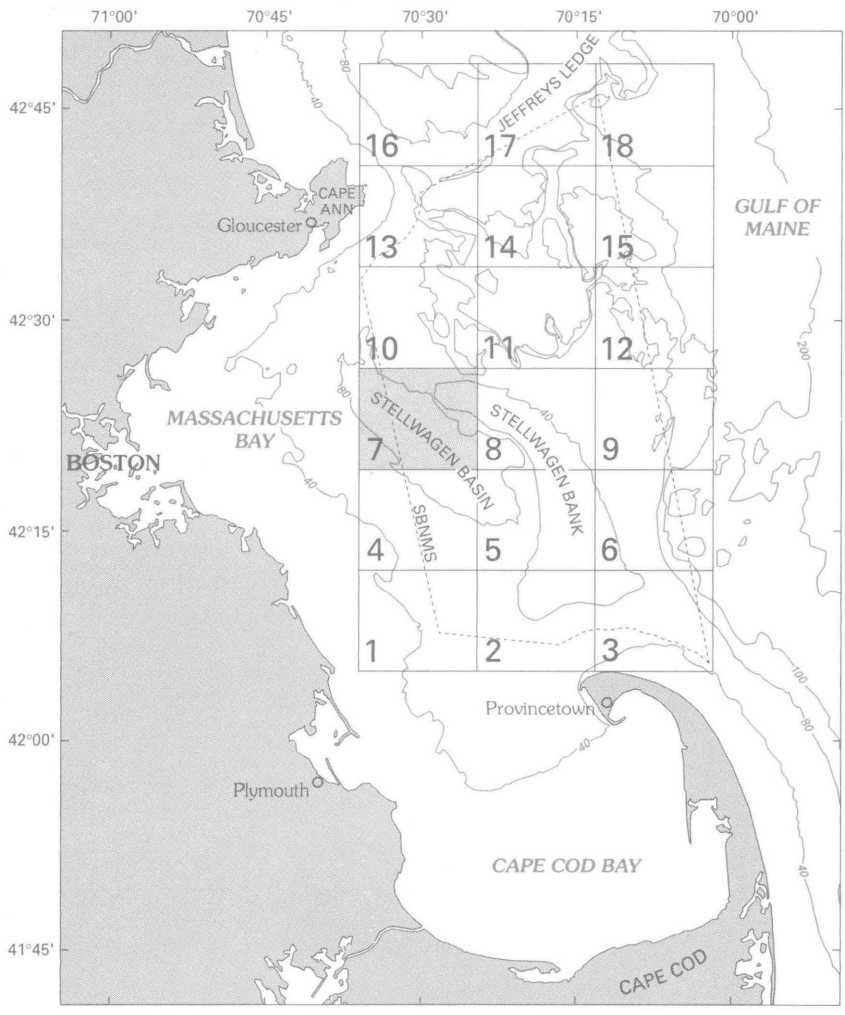 71°00' 70°45' 70°30' 70°15' 70°00'
42°45'
42°30'
42°15'
42°00'
41°45'
80
40
JEFFREYS LEDGE
16 17 18
CAPE
ANN
Gloucester
GULF OF
MAINE
13 14 15
200
10 11 12
80
40
40
MASSACHUSETTS
BAY
STELLWAGEN BASIN
STELLWAGEN BANK
7 8 9
BOSTON
40
SBNMS
4 5 6
1 2 3
100
80
Provincetown
40
Plymouth
40
CAPE COD BAY
CAPE COD